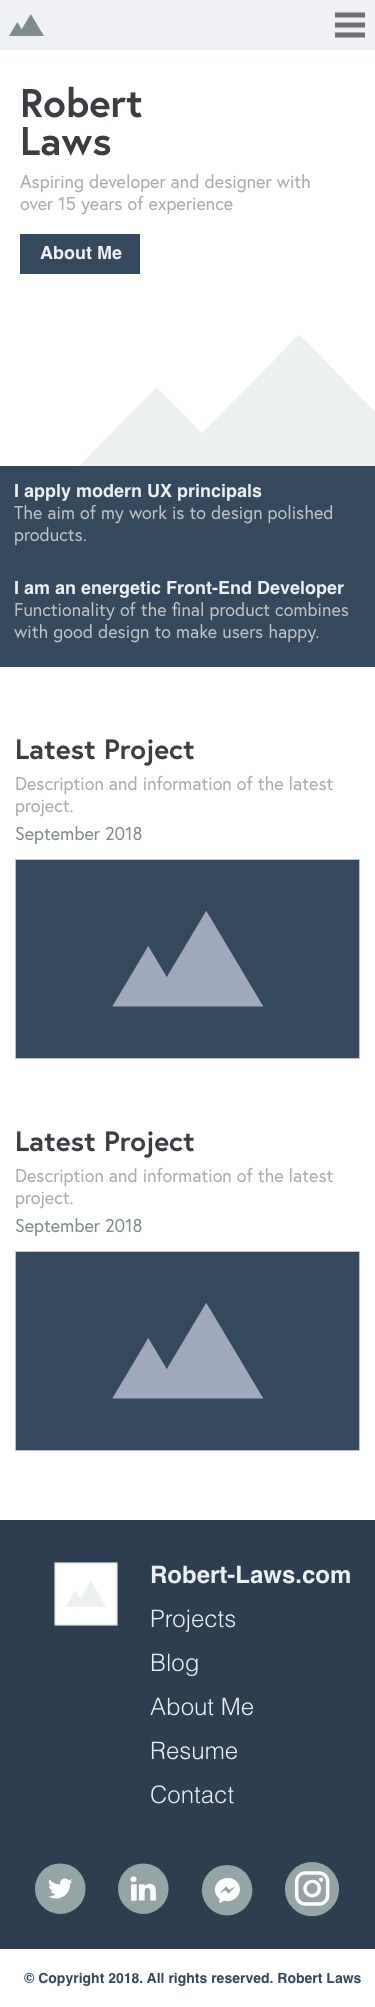 Robert
Laws
Aspiring developer and designer with
over 15 years of experience
About Me
I apply modern UX principals
The aim of my work is to design polished
products.
I am an energetic Front-End Developer
Functionality of the final product combines
with good design to make users happy.
Latest Project
Description and information of the latest
project.
September 2018
Latest Project
Description and information of the latest
project.
September 2018
Robert-Laws.com
Projects
Blog
About Me
Resume
Contact
in
© Copyright 2018. All rights reserved. Robert Laws